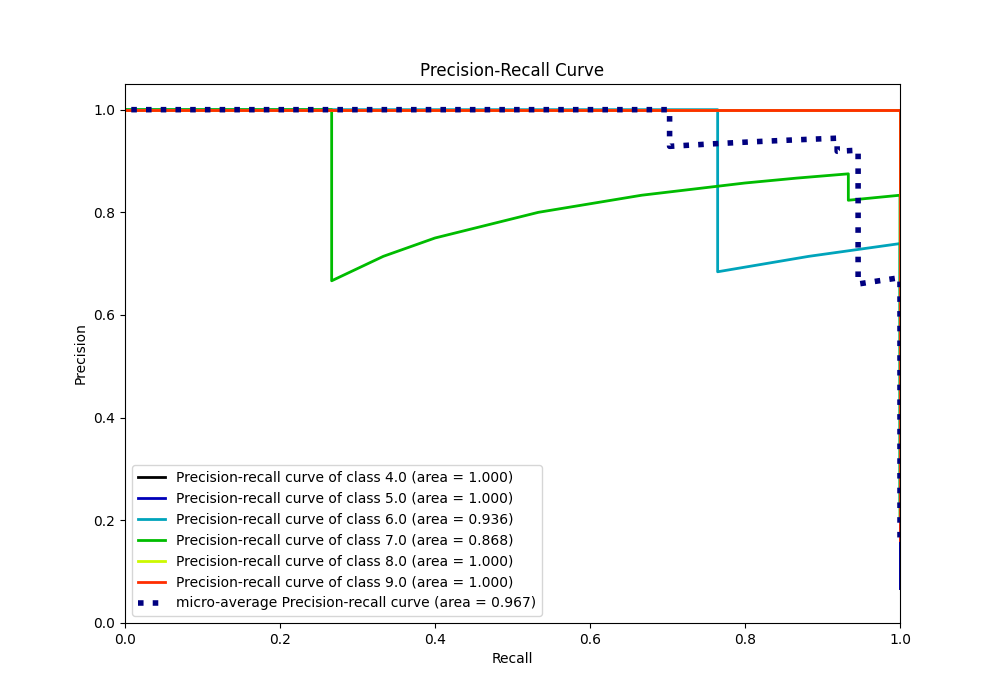 Precision-Recall Curve
1.0
0.8
0.6
0.4
0.2
0.0
Precision
Precision-recall curve of class 4.0 (area = 1.000)
Precision-recall curve of class 5.0 (area = 1.000)
Precision-recall curve of class 6.0 (area = 0.936)
Precision-recall curve of class 7.0 (area = 0.868)
Precision-recall curve of class 8.0 (area = 1.000)
Precision-recall curve of class 9.0 (area = 1.000)
micro-average Precision-recall curve (area = 0.967)
0.0 0.2 0.4 0.6 0.8 1.0
Recall